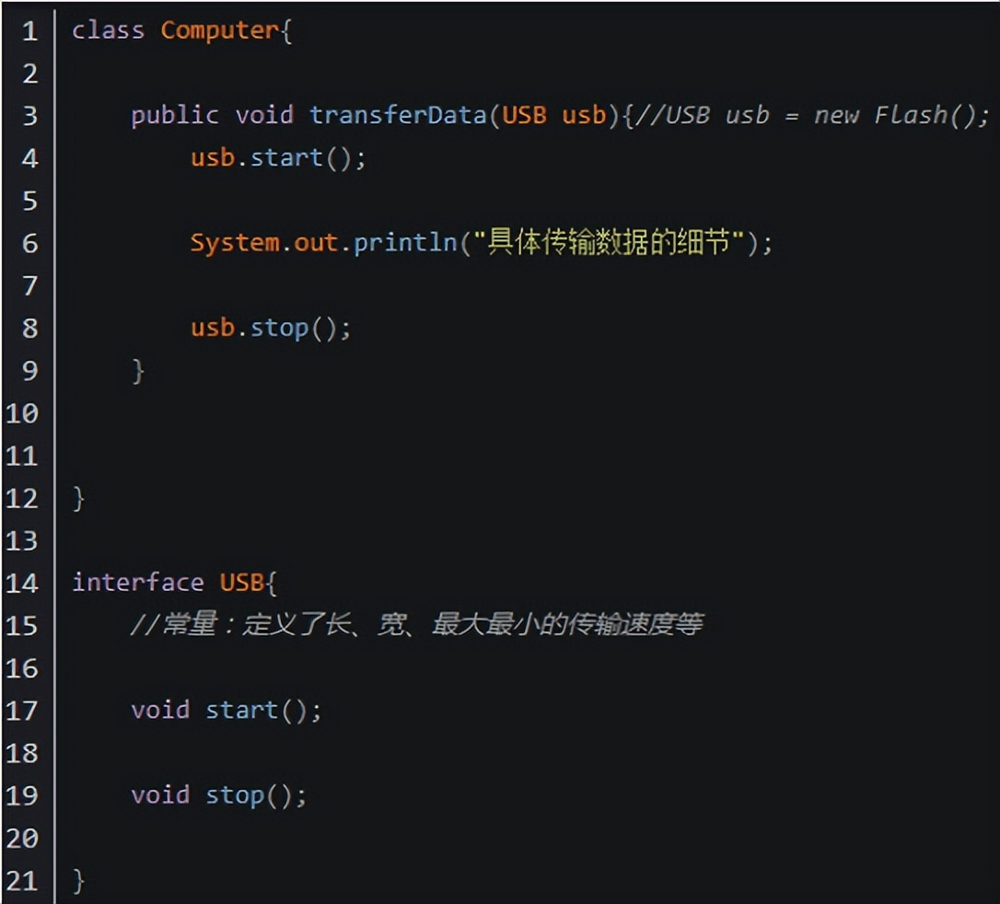 1 class Computer{
2
3     public void transferData(USB usb){//USB usb = new Flash();
4         usb.start();
5
6         System.out.println("具体传输数据的细节");
7
8         usb.stop();
9     }
10
11
12 }
13
14 interface USB{
15     //常量：定义了长、宽、最大最小的传输速度等
16
17     void start();
18
19     void stop();
20
21 }